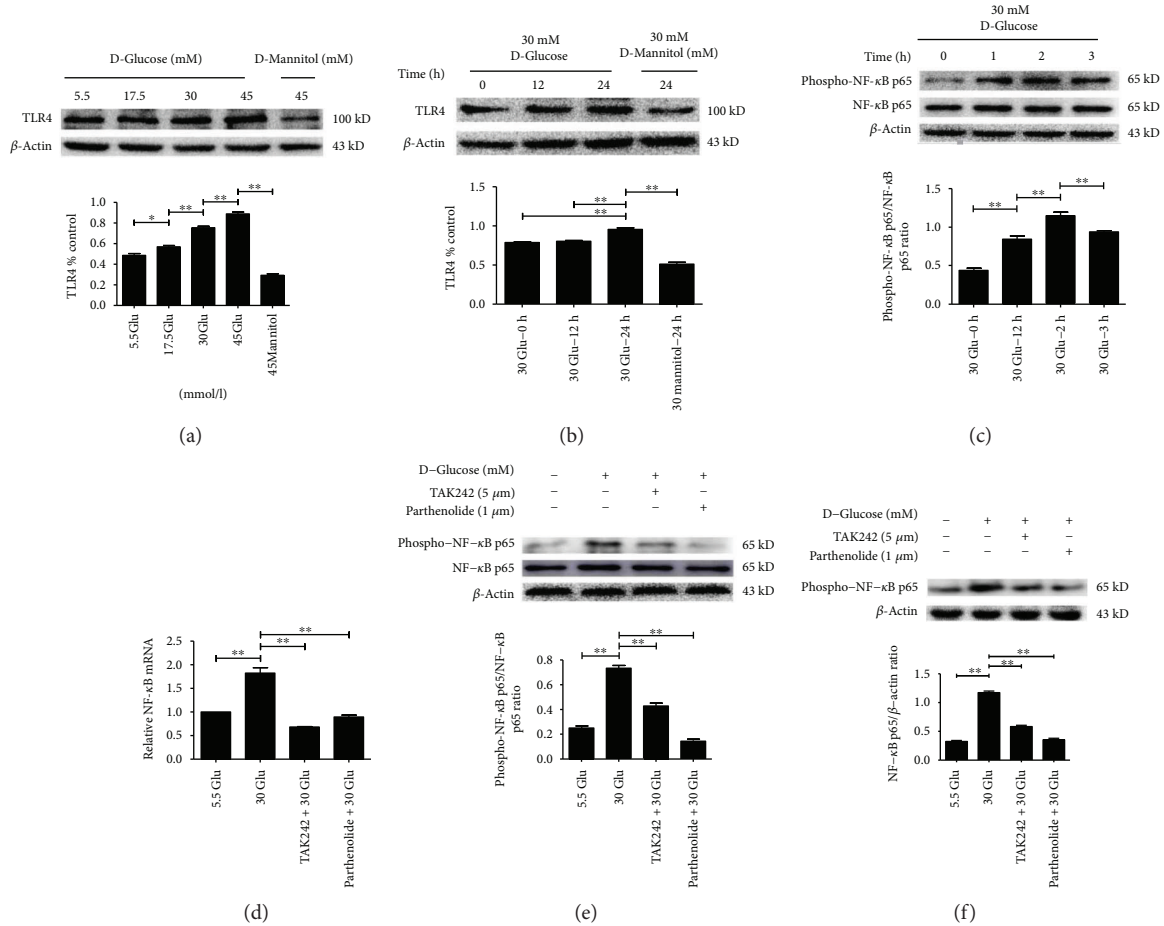 D-Glucose (mM) D-Mannitol (mM)
5.5 17.5 30 45 45
TLR4 100 kD
β-Actin 43 kD
TLR4 % control
1.0
0.8
0.6
0.4
0.2
0.0
* ** ** **
5.5Glu 17.5Glu 30Glu 45Glu 45Mannitol
(mmol/l)
(a)
30 mM 30 mM
D-Glucose D-Mannitol (mM)
Time (h)
0 12 24 24
TLR4 100 kD
β-Actin 43 kD
TLR4 % control
1.5
1.0
0.5
0.0
** ** **
30 Glu−0 h 30 Glu−12 h 30 Glu−24 h 30 mannitol−24 h
(b)
30 mM
D-Glucose
Time (h) 0 1 2 3
Phospho-NF-κB p65 65 kD
NF-κB p65 65 kD
β-Actin 43 kD
Phospho-NF-κB p65/NF-κB
p65 ratio
1.5
1.0
0.5
0.0
** ** **
30 Glu−0 h 30 Glu−12 h 30 Glu−2 h 30 Glu−3 h
(c)
Relative NF-κB mRNA
2.5
2.0
1.5
1.0
0.5
0.0
** ** **
5.5 Glu 30 Glu TAK242 + 30 Glu Parthenolide + 30 Glu
(d)
D−Glucose (mM) − + + +
TAK242 (5 μm) − − + −
Parthenolide (1 μm) − − − +
Phospho−NF−κB p65 65 kD
NF−κB p65 65 kD
β-Actin 43 kD
Phospho-NF-κB p65/NF−κB
p65 ratio
0.8
0.6
0.4
0.2
0.0
** ** **
5.5 Glu 30 Glu TAK242 + 30 Glu Parthenolide + 30 Glu
(e)
D−Glucose (mM) − + + +
TAK242 (5 μm) − − + −
Parthenolide (1 μm) − − − +
Phospho−NF−κB p65 65 kD
β-Actin 43 kD
NF−κB p65/β−actin ratio
1.5
1.0
0.5
0.0
** ** **
5.5 Glu 30 Glu TAK242 + 30 Glu Parthenolide + 30 Glu
(f)